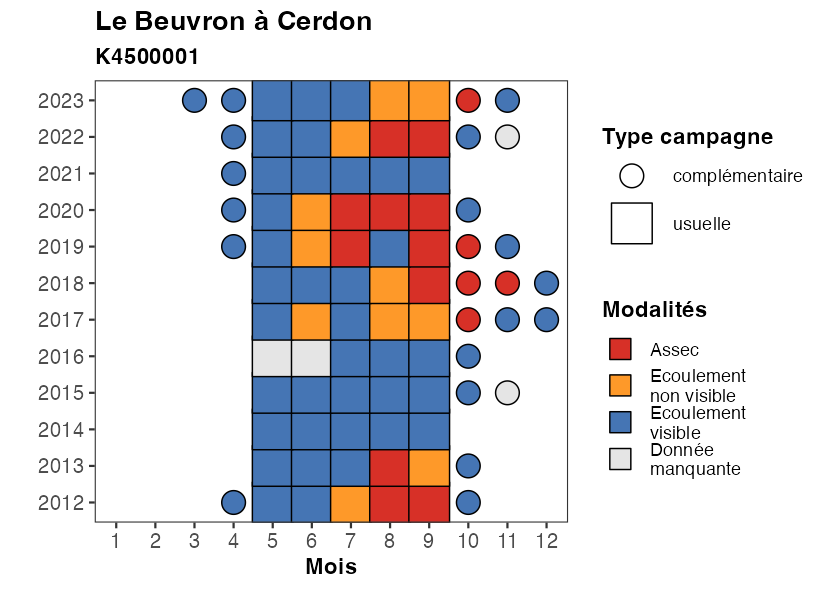 Le Beuvron à Cerdon
K4500001
2023
2022
2021
2020
2019
2018
2017
2016
2015
2014
2013
2012
1 2 3 4 5 6 7 8 9 10 11 12
Mois
Type campagne
complémentaire
usuelle
Modalités
Assec
Ecoulement
non visible
Ecoulement
visible
Donnée
manquante